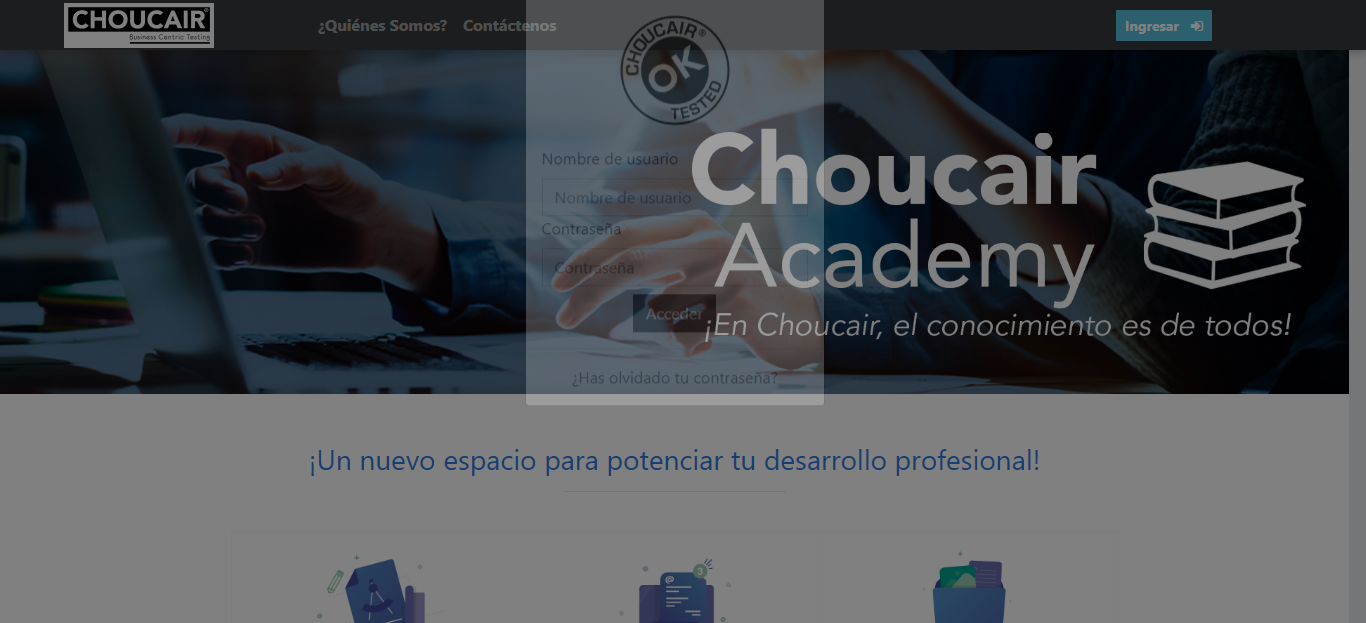 CHOUCAIR®
Business Centric Testing
¿Quiénes Somos? Contáctenos
Ingresar
CHOUCAIR®
OK
TESTED
Nombre de usuario
Nombre de usuario
Contraseña
Contraseña
Acceder
¿Has olvidado tu contraseña?
Choucair
Academy
¡En Choucair, el conocimiento es de todos!
¡Un nuevo espacio para potenciar tu desarrollo profesional!
@
3